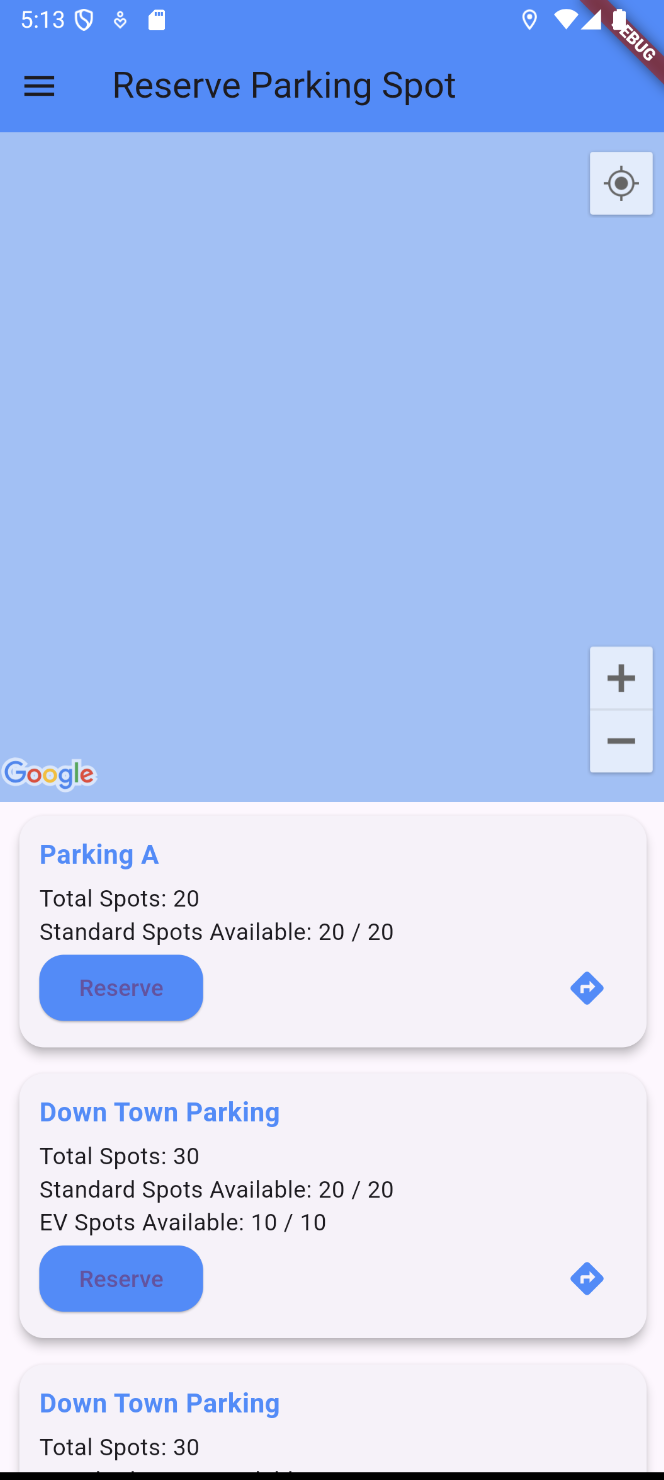 5:13
DEBUG
Reserve Parking Spot
Google
Parking A
Total Spots: 20
Standard Spots Available: 20 / 20
Reserve
Down Town Parking
Total Spots: 30
Standard Spots Available: 20 / 20
EV Spots Available: 10 / 10
Reserve
Down Town Parking
Total Spots: 30